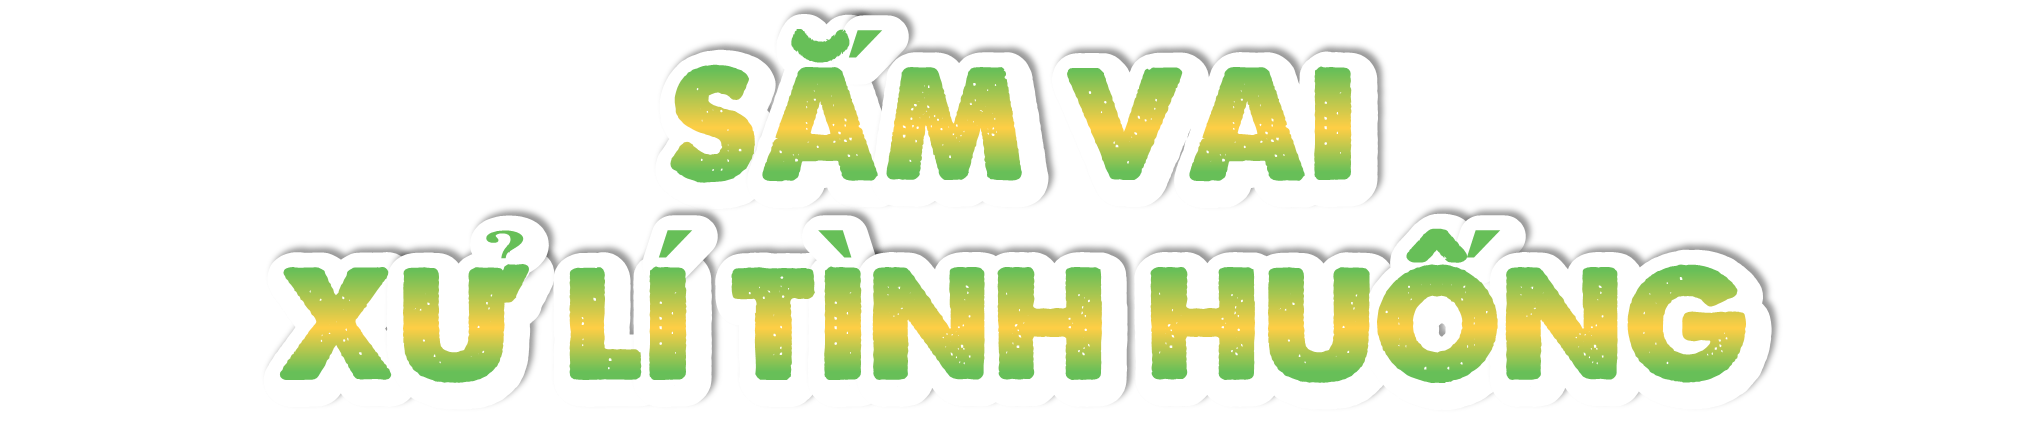 SẮM VAI
XỬ LÍ TÌNH HUỐNG